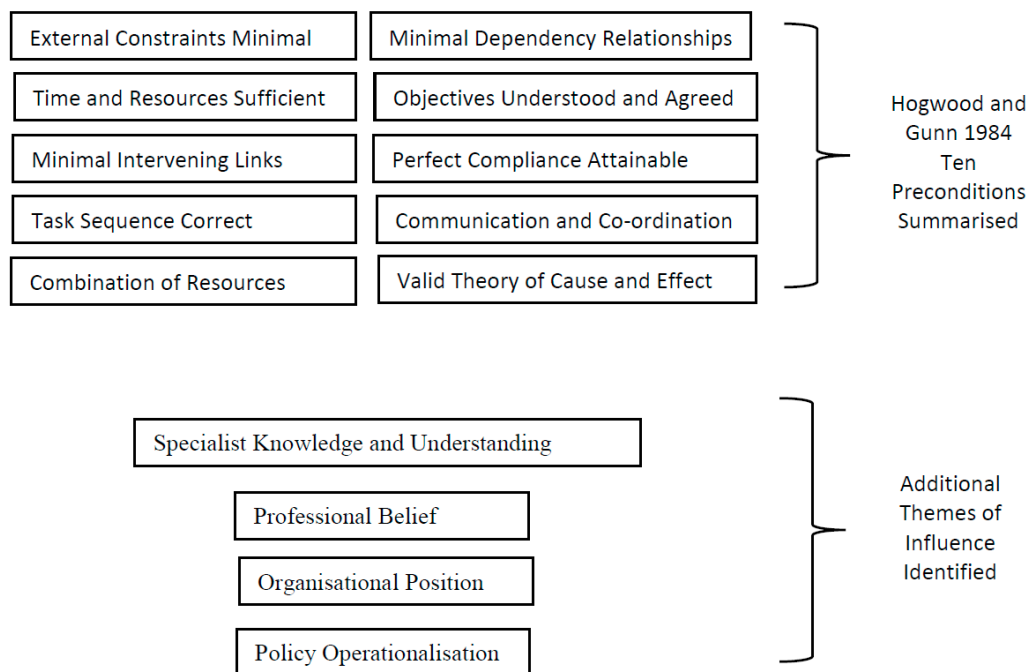 External Constraints Minimal
Minimal Dependency Relationships
Time and Resources Sufficient
Objectives Understood and Agreed
Minimal Intervening Links
Perfect Compliance Attainable
Task Sequence Correct
Communication and Co-ordination
Combination of Resources
Valid Theory of Cause and Effect
Hogwood and
Gunn 1984
Ten
Preconditions
Summarised
Specialist Knowledge and Understanding
Professional Belief
Organisational Position
Policy Operationalisation
Additional
Themes of
Influence
Identified